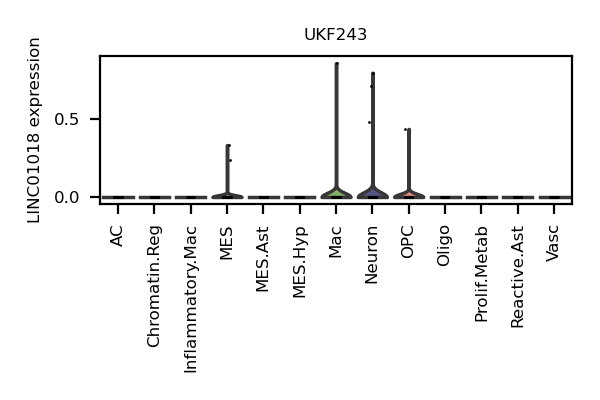 UKF243
LINC01018 expression
0.5
0.0
AC
Chromatin.Reg
Inflammatory.Mac
MES
MES.Ast
MES.Hyp
Mac
Neuron
OPC
Oligo
Prolif.Metab
Reactive.Ast
Vasc